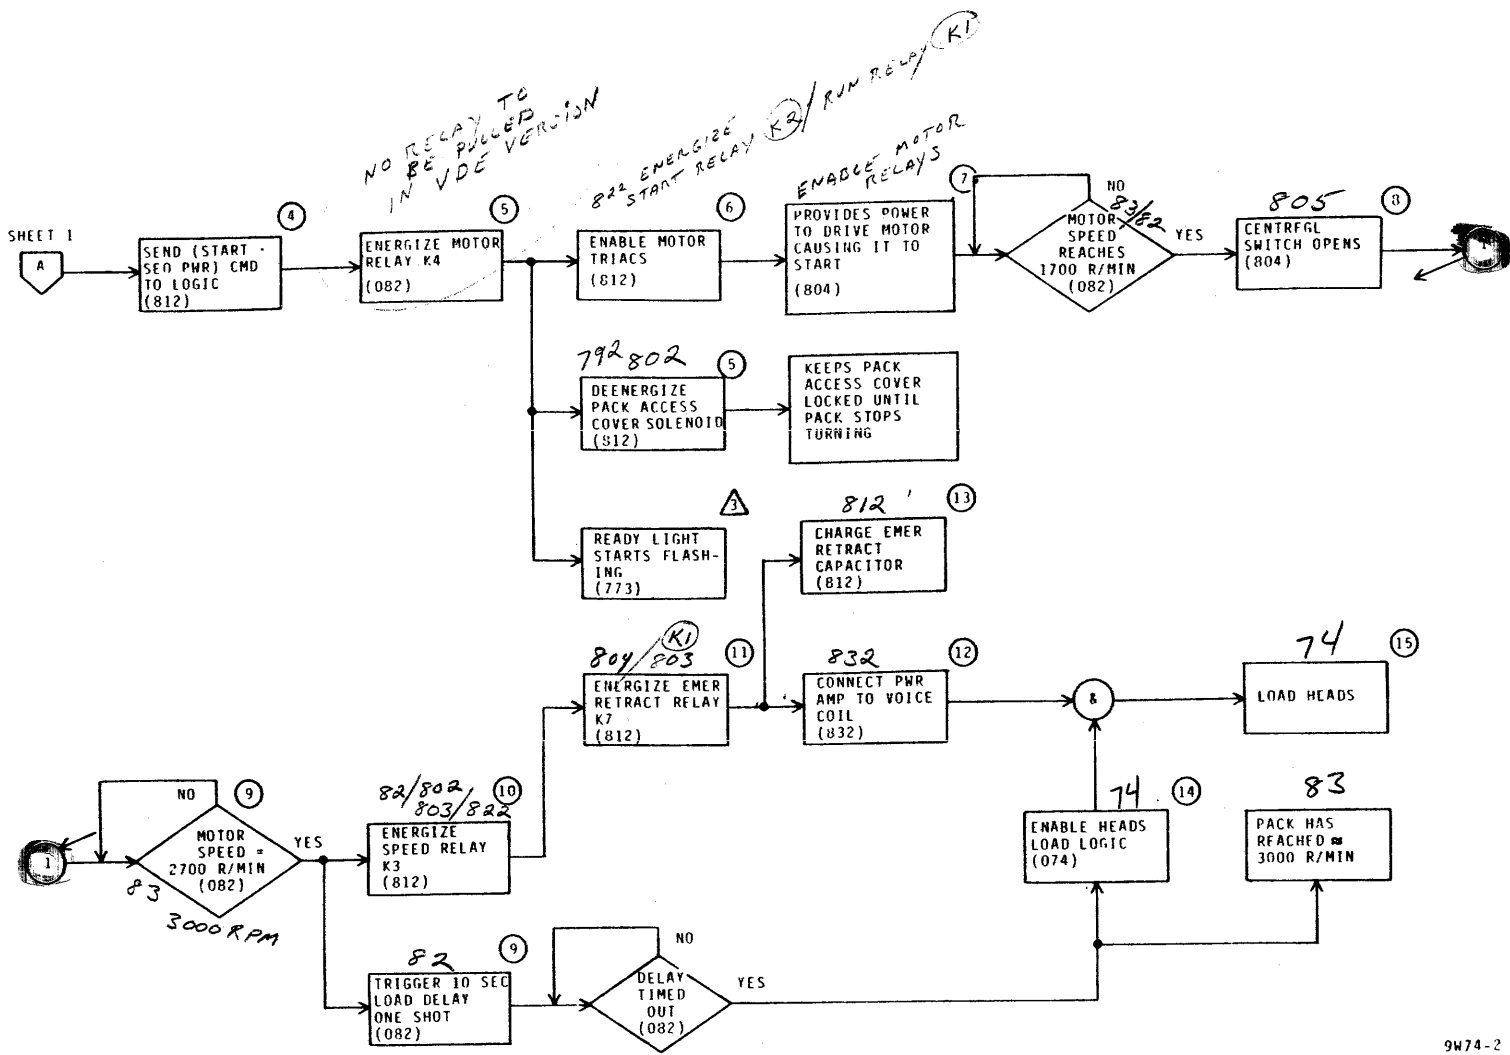 NO RELAY TO
BE PULLED
IN VDE VERSION
822 ENERGIZE
START RELAY K2 / RUN RELAY K1
ENABLE MOTOR
RELAYS
SHEET 1
A
4
SEND (START
SEQ PWR) CMD
TO LOGIC
(812)
5
ENERGIZE MOTOR
RELAY K4
(082)
6
ENABLE MOTOR
TRIACS
(812)
7
PROVIDES POWER
TO DRIVE MOTOR
CAUSING IT TO
START
(804)
NO
83/82
MOTOR
SPEED
REACHES
1700 R/MIN
(082)
YES
805
8
CENTRFGL
SWITCH OPENS
(804)
1
792 802
5
DEENERGIZE
PACK ACCESS
COVER SOLENOID
(812)
KEEPS PACK
ACCESS COVER
LOCKED UNTIL
PACK STOPS
TURNING
3
READY LIGHT
STARTS FLASH-
ING
(773)
812
13
CHARGE EMER
RETRACT
CAPACITOR
(812)
K1
804/803
11
ENERGIZE EMER
RETRACT RELAY
K7
(812)
832
12
CONNECT PWR
AMP TO VOICE
COIL
(832)
&
74
15
LOAD HEADS
1
NO
9
MOTOR
SPEED =
2700 R/MIN
(082)
YES
83
3000 RPM
82/802
803/822
10
ENERGIZE
SPEED RELAY
K3
(812)
74
14
ENABLE HEADS
LOAD LOGIC
(074)
83
PACK HAS
REACHED ≈
3000 R/MIN
82
9
TRIGGER 10 SEC
LOAD DELAY
ONE SHOT
(082)
NO
DELAY
TIMED
OUT
(082)
YES
9W74-2